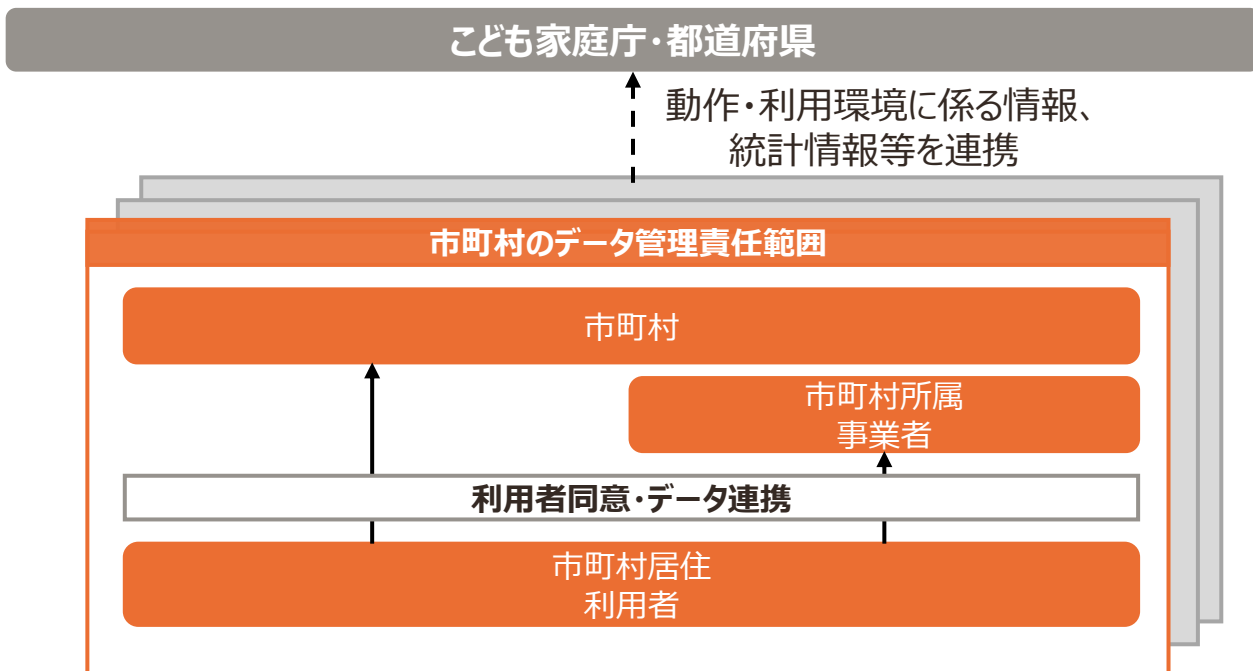 こども家庭庁・都道府県
動作・利用環境に係る情報、
統計情報等を連携
市町村のデータ管理責任範囲
市町村
市町村所属
事業者
利用者同意・データ連携
市町村居住
利用者